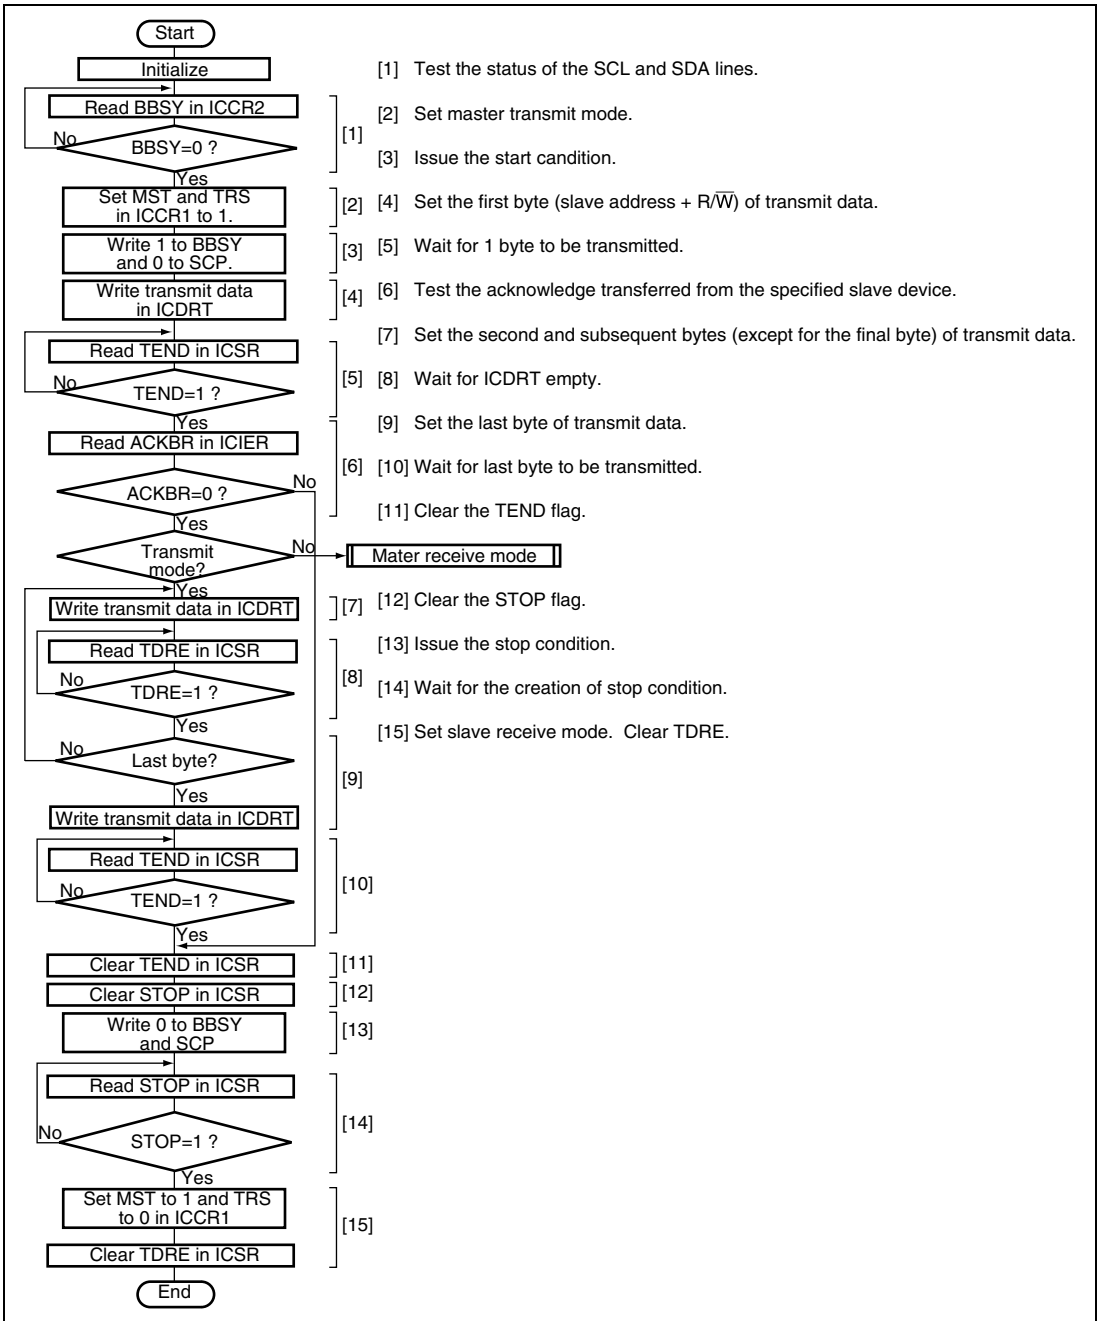 Start
Initialize
Read BBSY in ICCR2
No
BBSY=0 ?
[1]
Yes
Set MST and TRS
in ICCR1 to 1.
[2]
Write 1 to BBSY
and 0 to SCP.
[3]
Write transmit data
in ICDRT
[4]
Read TEND in ICSR
No
TEND=1 ?
[5]
Yes
Read ACKBR in ICIER
[6]
No
ACKBR=0 ?
Yes
Transmit
mode?
No
Mater receive mode
Yes
Write transmit data in ICDRT
[7]
Read TDRE in ICSR
No
TDRE=1 ?
[8]
Yes
No
Last byte?
[9]
Yes
Write transmit data in ICDRT
Read TEND in ICSR
No
TEND=1 ?
[10]
Yes
Clear TEND in ICSR
[11]
Clear STOP in ICSR
[12]
Write 0 to BBSY
and SCP
[13]
Read STOP in ICSR
No
STOP=1 ?
[14]
Yes
Set MST to 1 and TRS
to 0 in ICCR1
[15]
Clear TDRE in ICSR
End
[1] Test the status of the SCL and SDA lines.
[2] Set master transmit mode.
[3] Issue the start candition.
[4] Set the first byte (slave address + R/W̅) of transmit data.
[5] Wait for 1 byte to be transmitted.
[6] Test the acknowledge transferred from the specified slave device.
[7] Set the second and subsequent bytes (except for the final byte) of transmit data.
[8] Wait for ICDRT empty.
[9] Set the last byte of transmit data.
[10] Wait for last byte to be transmitted.
[11] Clear the TEND flag.
[12] Clear the STOP flag.
[13] Issue the stop condition.
[14] Wait for the creation of stop condition.
[15] Set slave receive mode. Clear TDRE.